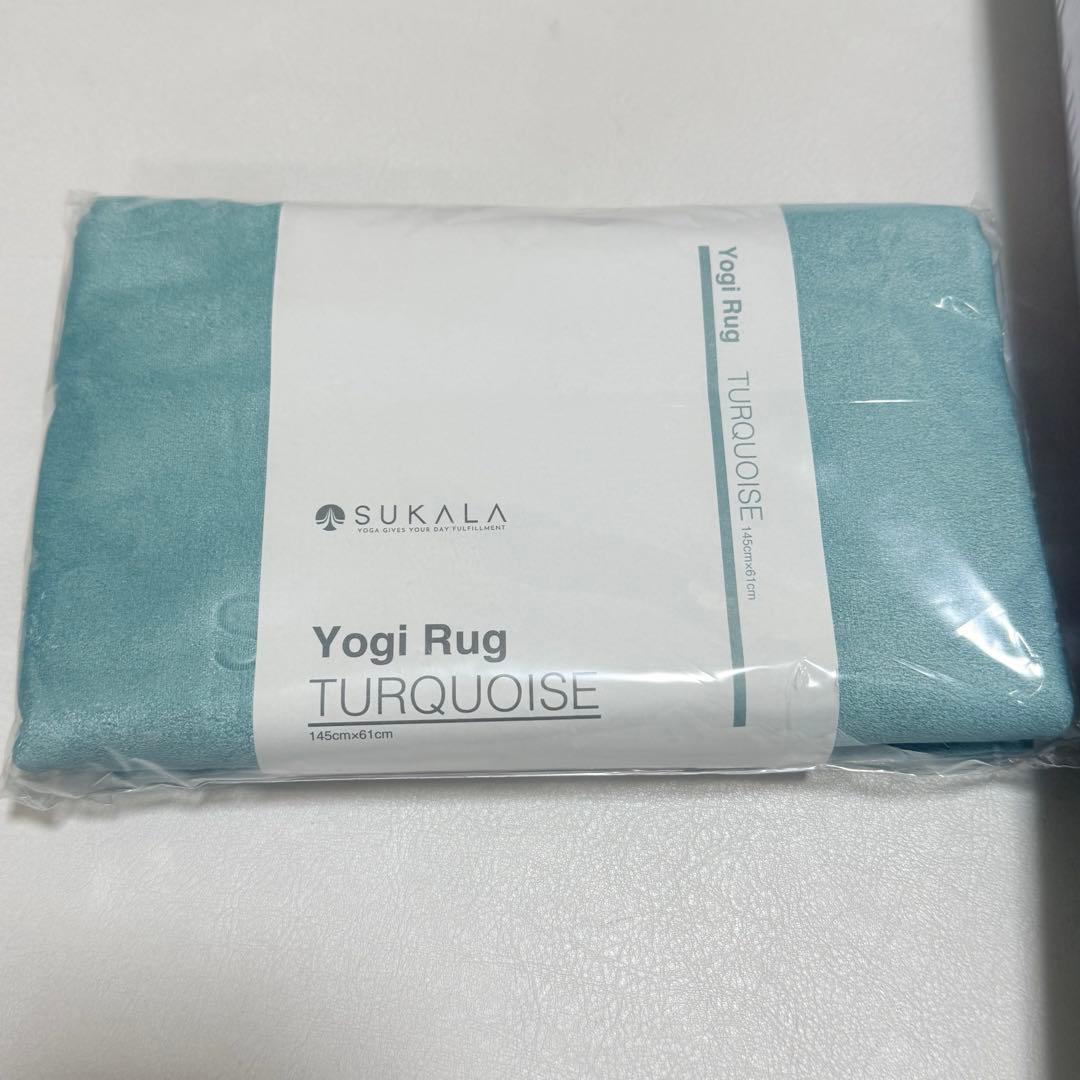 SUKALA
YOGA GIVES YOUR DAY FULFILLMENT
Yogi Rug
TURQUOISE
145cm×61cm
Yogi Rug TURQUOISE 145cm×61cm
S